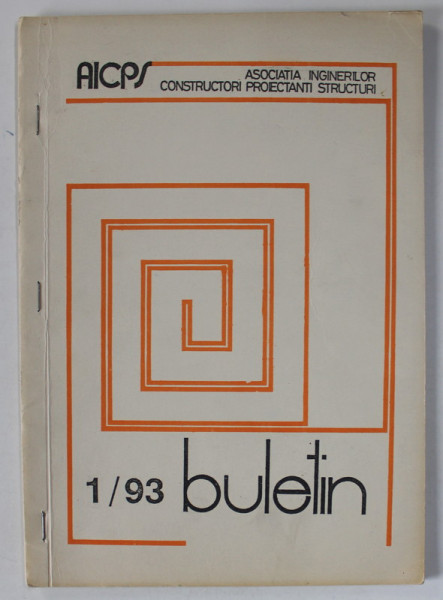 AICPS
ASOCIATIA INGINERILOR
CONSTRUCTORI PROIECTANTI STRUCTURI
1/93 buletin